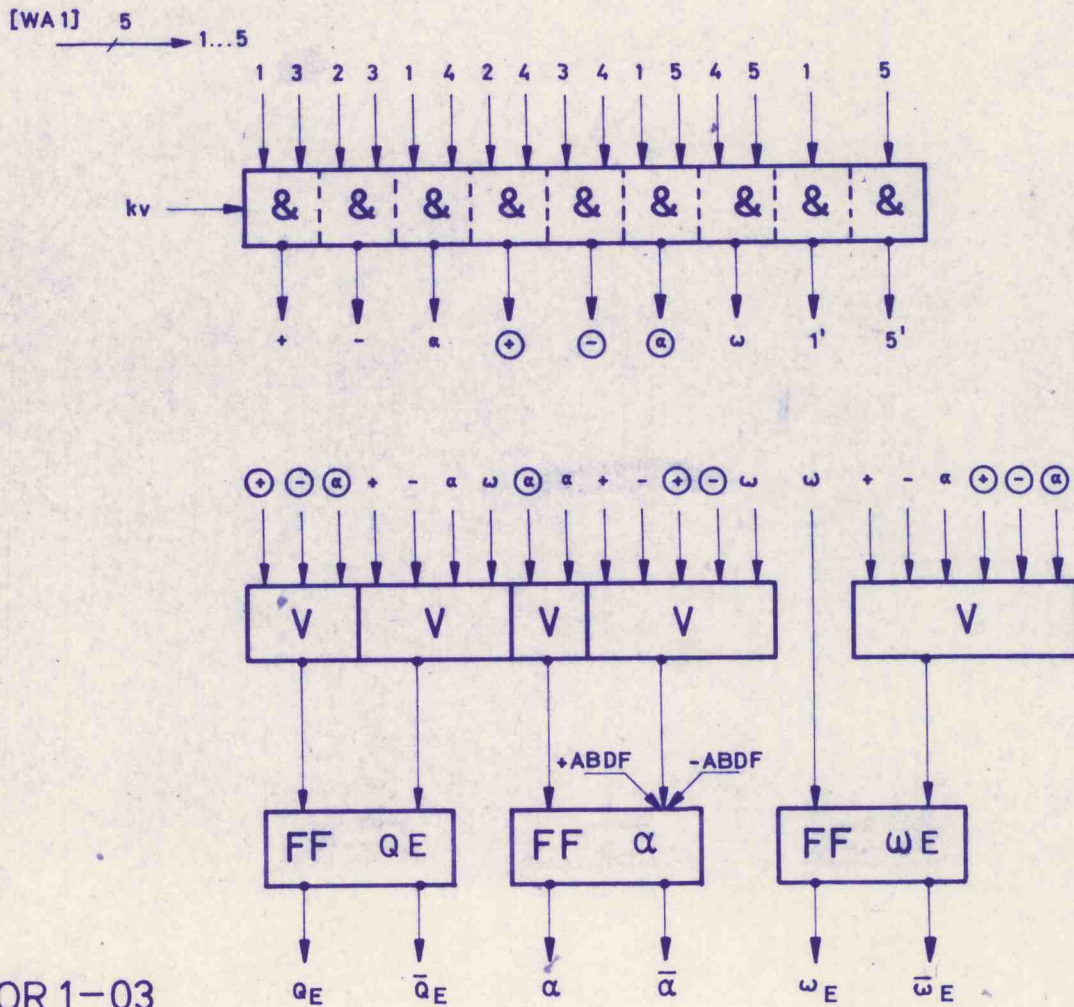 [WA1] 5
1...5
1 3 2 3 1 4 2 4 3 4 1 5 4 5 1 5
kv & & & & & & & & &
+ - α ⊕ ⊖ ⓐ ω 1' 5'
⊕ ⊖ ⓐ + - α ω ⓐ α + - ⊕ ⊖ ω ω + - α ⊕ ⊖ ⓐ
V V V V V
+ABDF -ABDF
FF QE FF α FF ωE
QE Q̅E α α̅ ωE ω̅E
OR 1-03